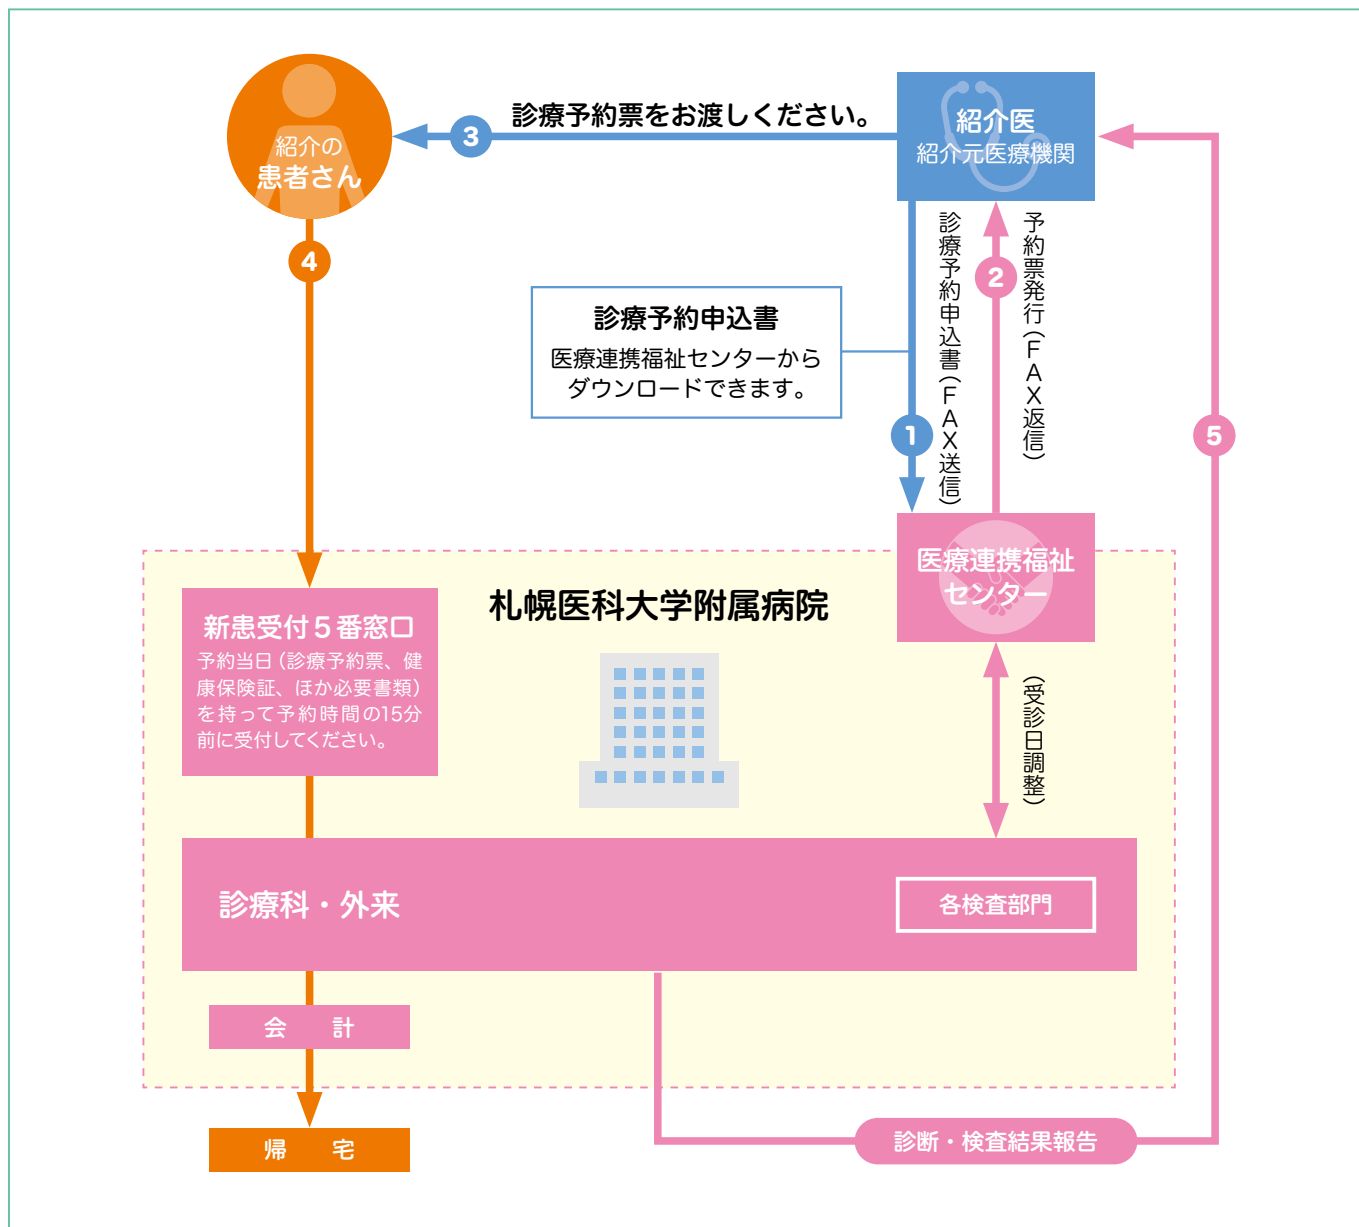 紹介の
患者さん
3
診療予約票をお渡しください。
紹介医
紹介元医療機関
4
診療予約申込書
医療連携福祉センターから
ダウンロードできます。
1
診療予約申込書(FAX送信)
2
予約票発行(FAX返信)
5
医療連携福祉
センター
札幌医科大学附属病院
新患受付5番窓口
予約当日(診療予約票、健
康保険証、ほか必要書類)
を持って予約時間の15分
前に受付してください。
(受診日調整)
診療科・外来
各検査部門
会 計
帰 宅
診断・検査結果報告